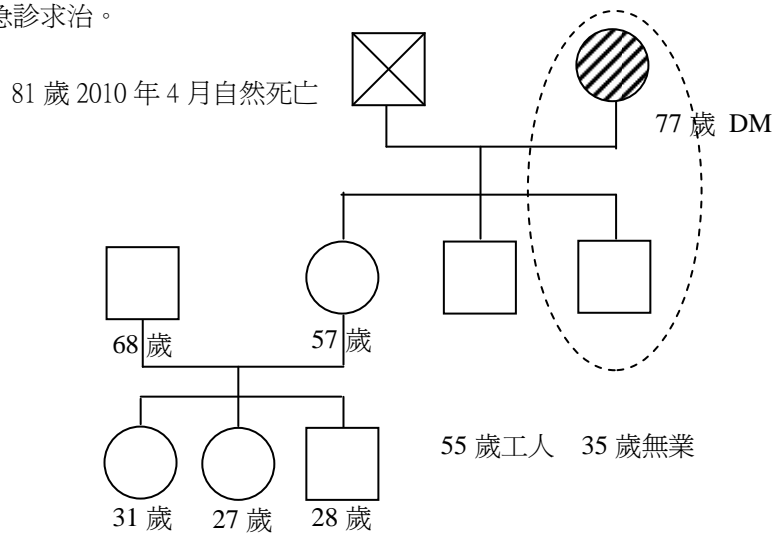 急診求治。
81 歲 2010 年 4 月自然死亡
77 歲 DM
68 歲
57 歲
55 歲工人 35 歲無業
31 歲
27 歲
28 歲